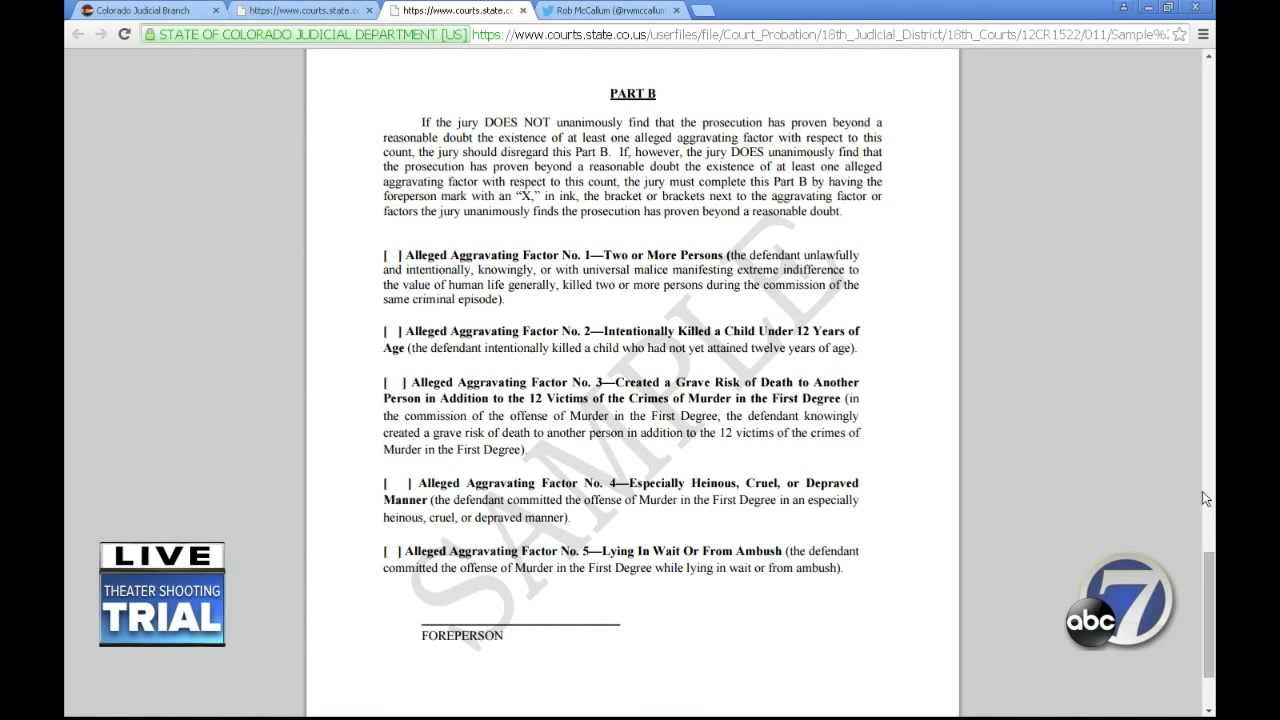 Colorado Judicial Branch
https://www.courts.state.cc
https://www.courts.state.cc
Rob McCallum (@rwmccallum
STATE OF COLORADO JUDICIAL DEPARTMENT [US]
https://www.courts.state.co.us/userfiles/file/Court_Probation/18th_Judicial_District/18th_Courts/12CR1522/011/Sample%2
PART B
If the jury DOES NOT unanimously find that the prosecution has proven beyond a
reasonable doubt the existence of at least one alleged aggravating factor with respect to this
count, the jury should disregard this Part B. If, however, the jury DOES unanimously find that
the prosecution has proven beyond a reasonable doubt the existence of at least one alleged
aggravating factor with respect to this count, the jury must complete this Part B by having the
foreperson mark with an “X,” in ink, the bracket or brackets next to the aggravating factor or
factors the jury unanimously finds the prosecution has proven beyond a reasonable doubt.
[ ] Alleged Aggravating Factor No. 1—Two or More Persons (the defendant unlawfully
and intentionally, knowingly, or with universal malice manifesting extreme indifference to
the value of human life generally, killed two or more persons during the commission of the
same criminal episode).
[ ] Alleged Aggravating Factor No. 2—Intentionally Killed a Child Under 12 Years of
Age (the defendant intentionally killed a child who had not yet attained twelve years of age).
[ ] Alleged Aggravating Factor No. 3—Created a Grave Risk of Death to Another
Person in Addition to the 12 Victims of the Crimes of Murder in the First Degree (in
the commission of the offense of Murder in the First Degree, the defendant knowingly
created a grave risk of death to another person in addition to the 12 victims of the crimes of
Murder in the First Degree).
[ ] Alleged Aggravating Factor No. 4—Especially Heinous, Cruel, or Depraved
Manner (the defendant committed the offense of Murder in the First Degree in an especially
heinous, cruel, or depraved manner).
[ ] Alleged Aggravating Factor No. 5—Lying In Wait Or From Ambush (the defendant
committed the offense of Murder in the First Degree while lying in wait or from ambush).
FOREPERSON
SAMPLE
LIVE
THEATER SHOOTING
TRIAL
abc
7